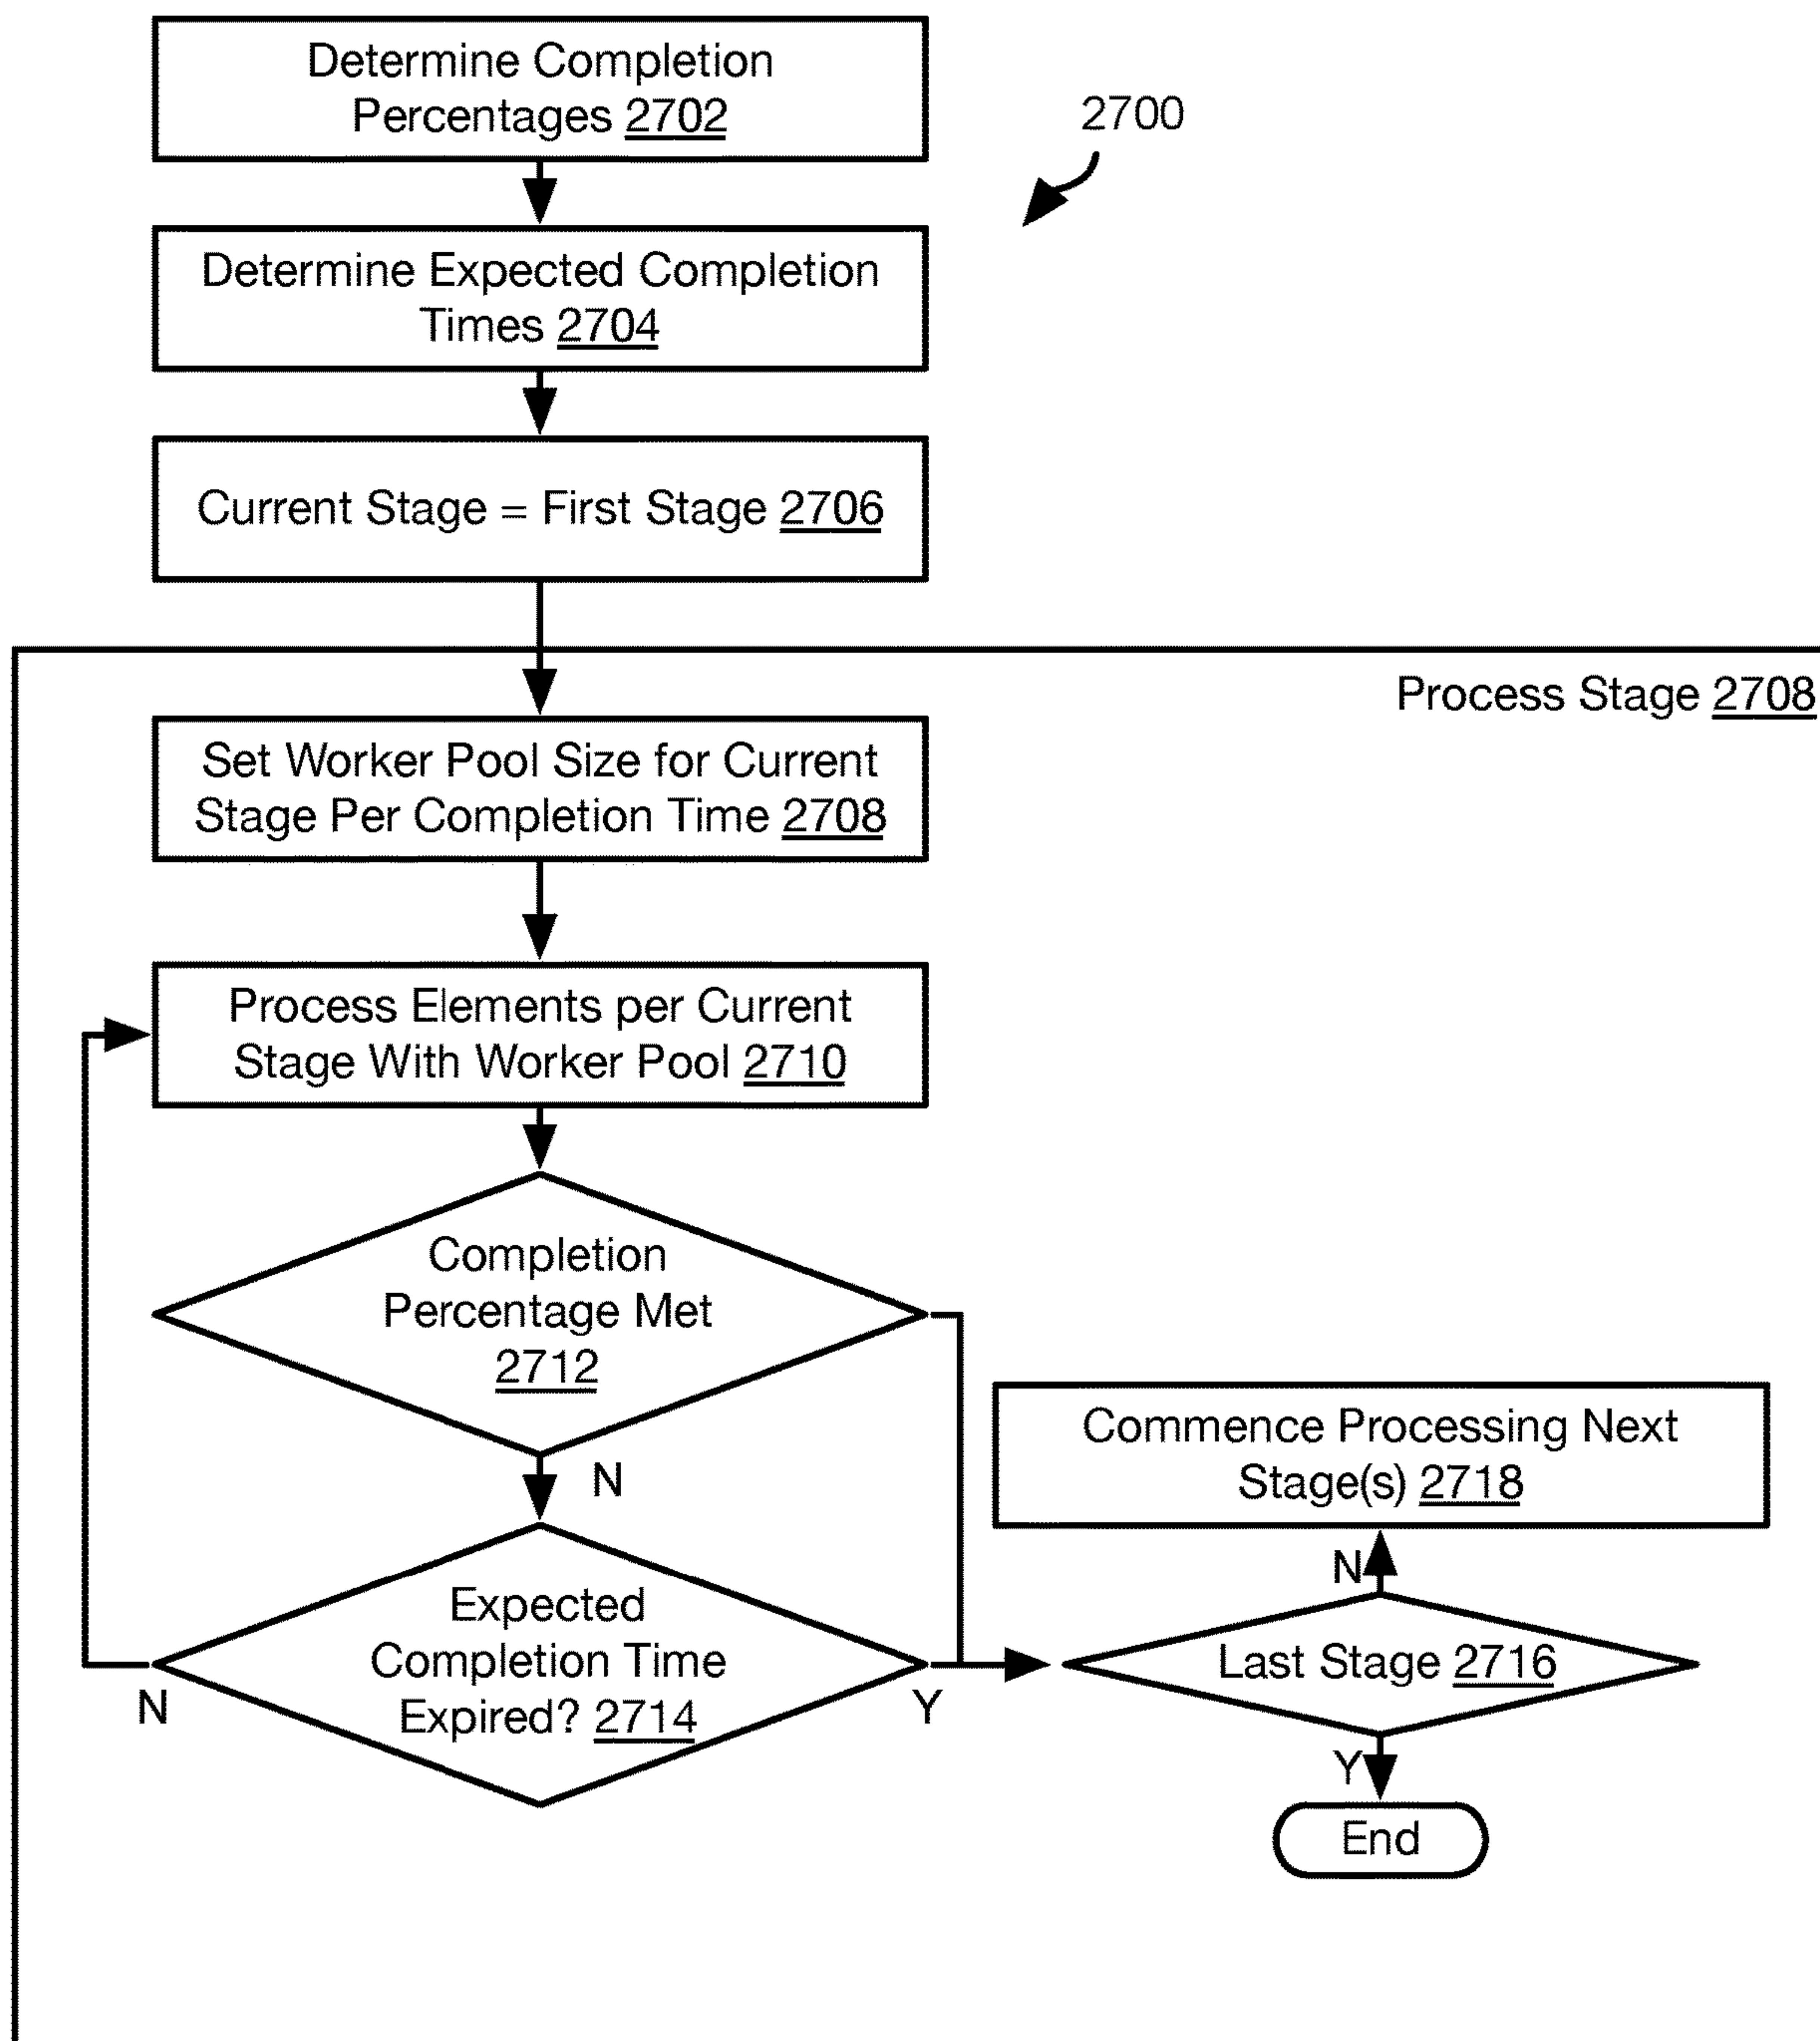 Determine Completion
Percentages 2702
2700
Determine Expected Completion
Times 2704
Current Stage = First Stage 2706
Process Stage 2708
Set Worker Pool Size for Current
Stage Per Completion Time 2708
Process Elements per Current
Stage With Worker Pool 2710
Completion
Percentage Met
2712
N
Commence Processing Next
Stage(s) 2718
N
Expected
Completion Time
Expired? 2714
N
Y
Last Stage 2716
Y
End